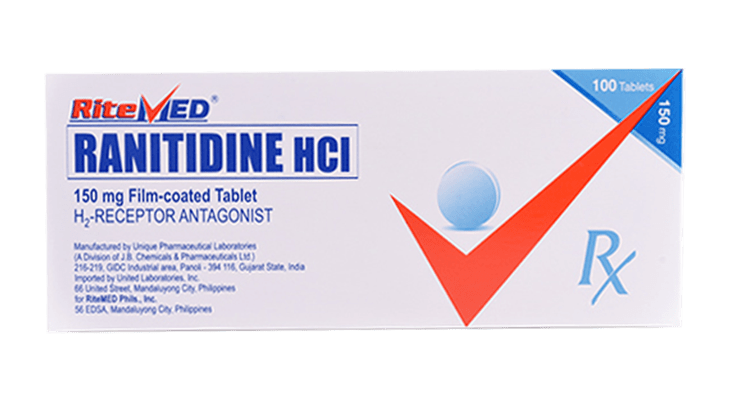 RiteMED®
RANITIDINE HCl
150 mg Film-coated Tablet
H₂-RECEPTOR ANTAGONIST
Manufactured by Unique Pharmaceutical Laboratories
(A Division of J.B. Chemicals & Pharmaceuticals Ltd.)
216-219, GIDC Industrial area, Panoli - 394 116, Gujarat State, India
Imported by United Laboratories, Inc.
66 United Street, Mandaluyong City, Philippines
for RiteMED Phils., Inc.
56 EDSA, Mandaluyong City, Philippines
100 Tablets
150 mg
Rx